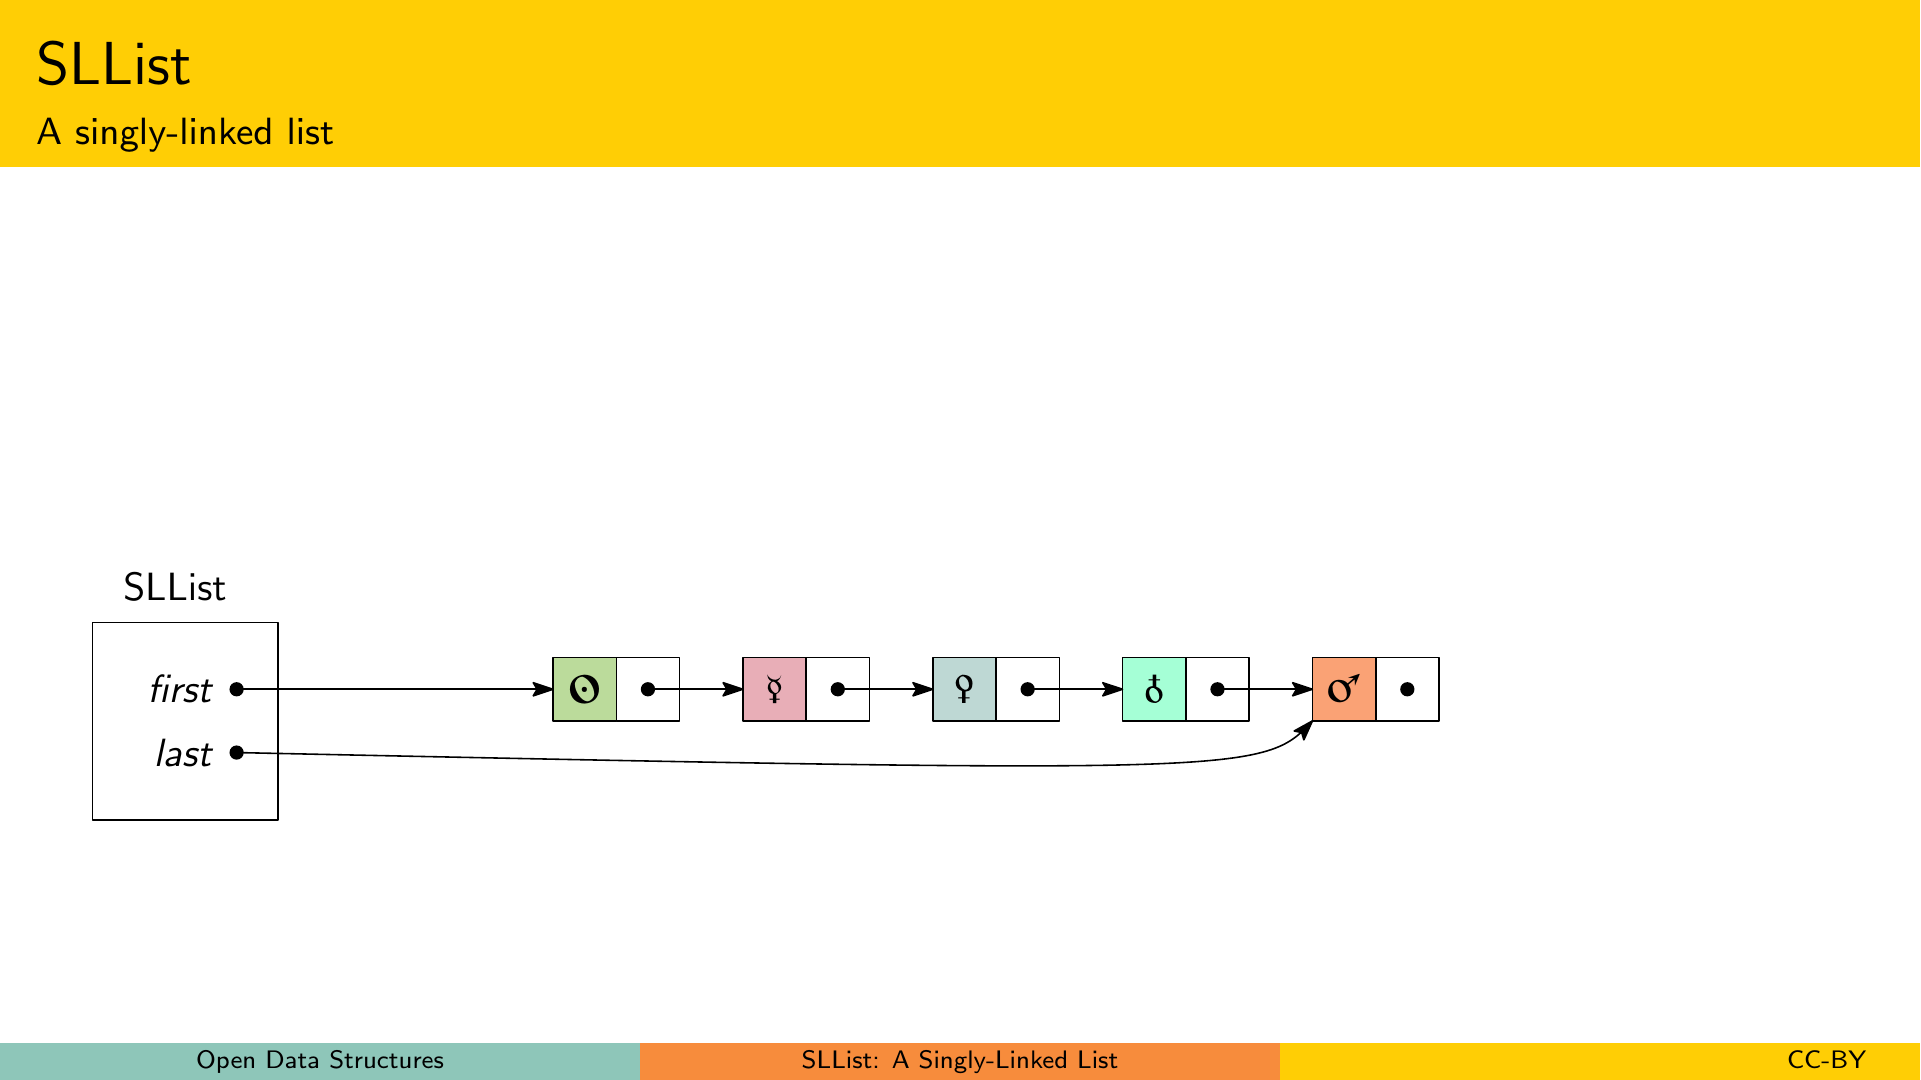 SLList
A singly-linked list
SLList
first
☉ ☿ ♀ ♁ ♂
last
Open Data Structures
SLList: A Singly-Linked List
CC-BY